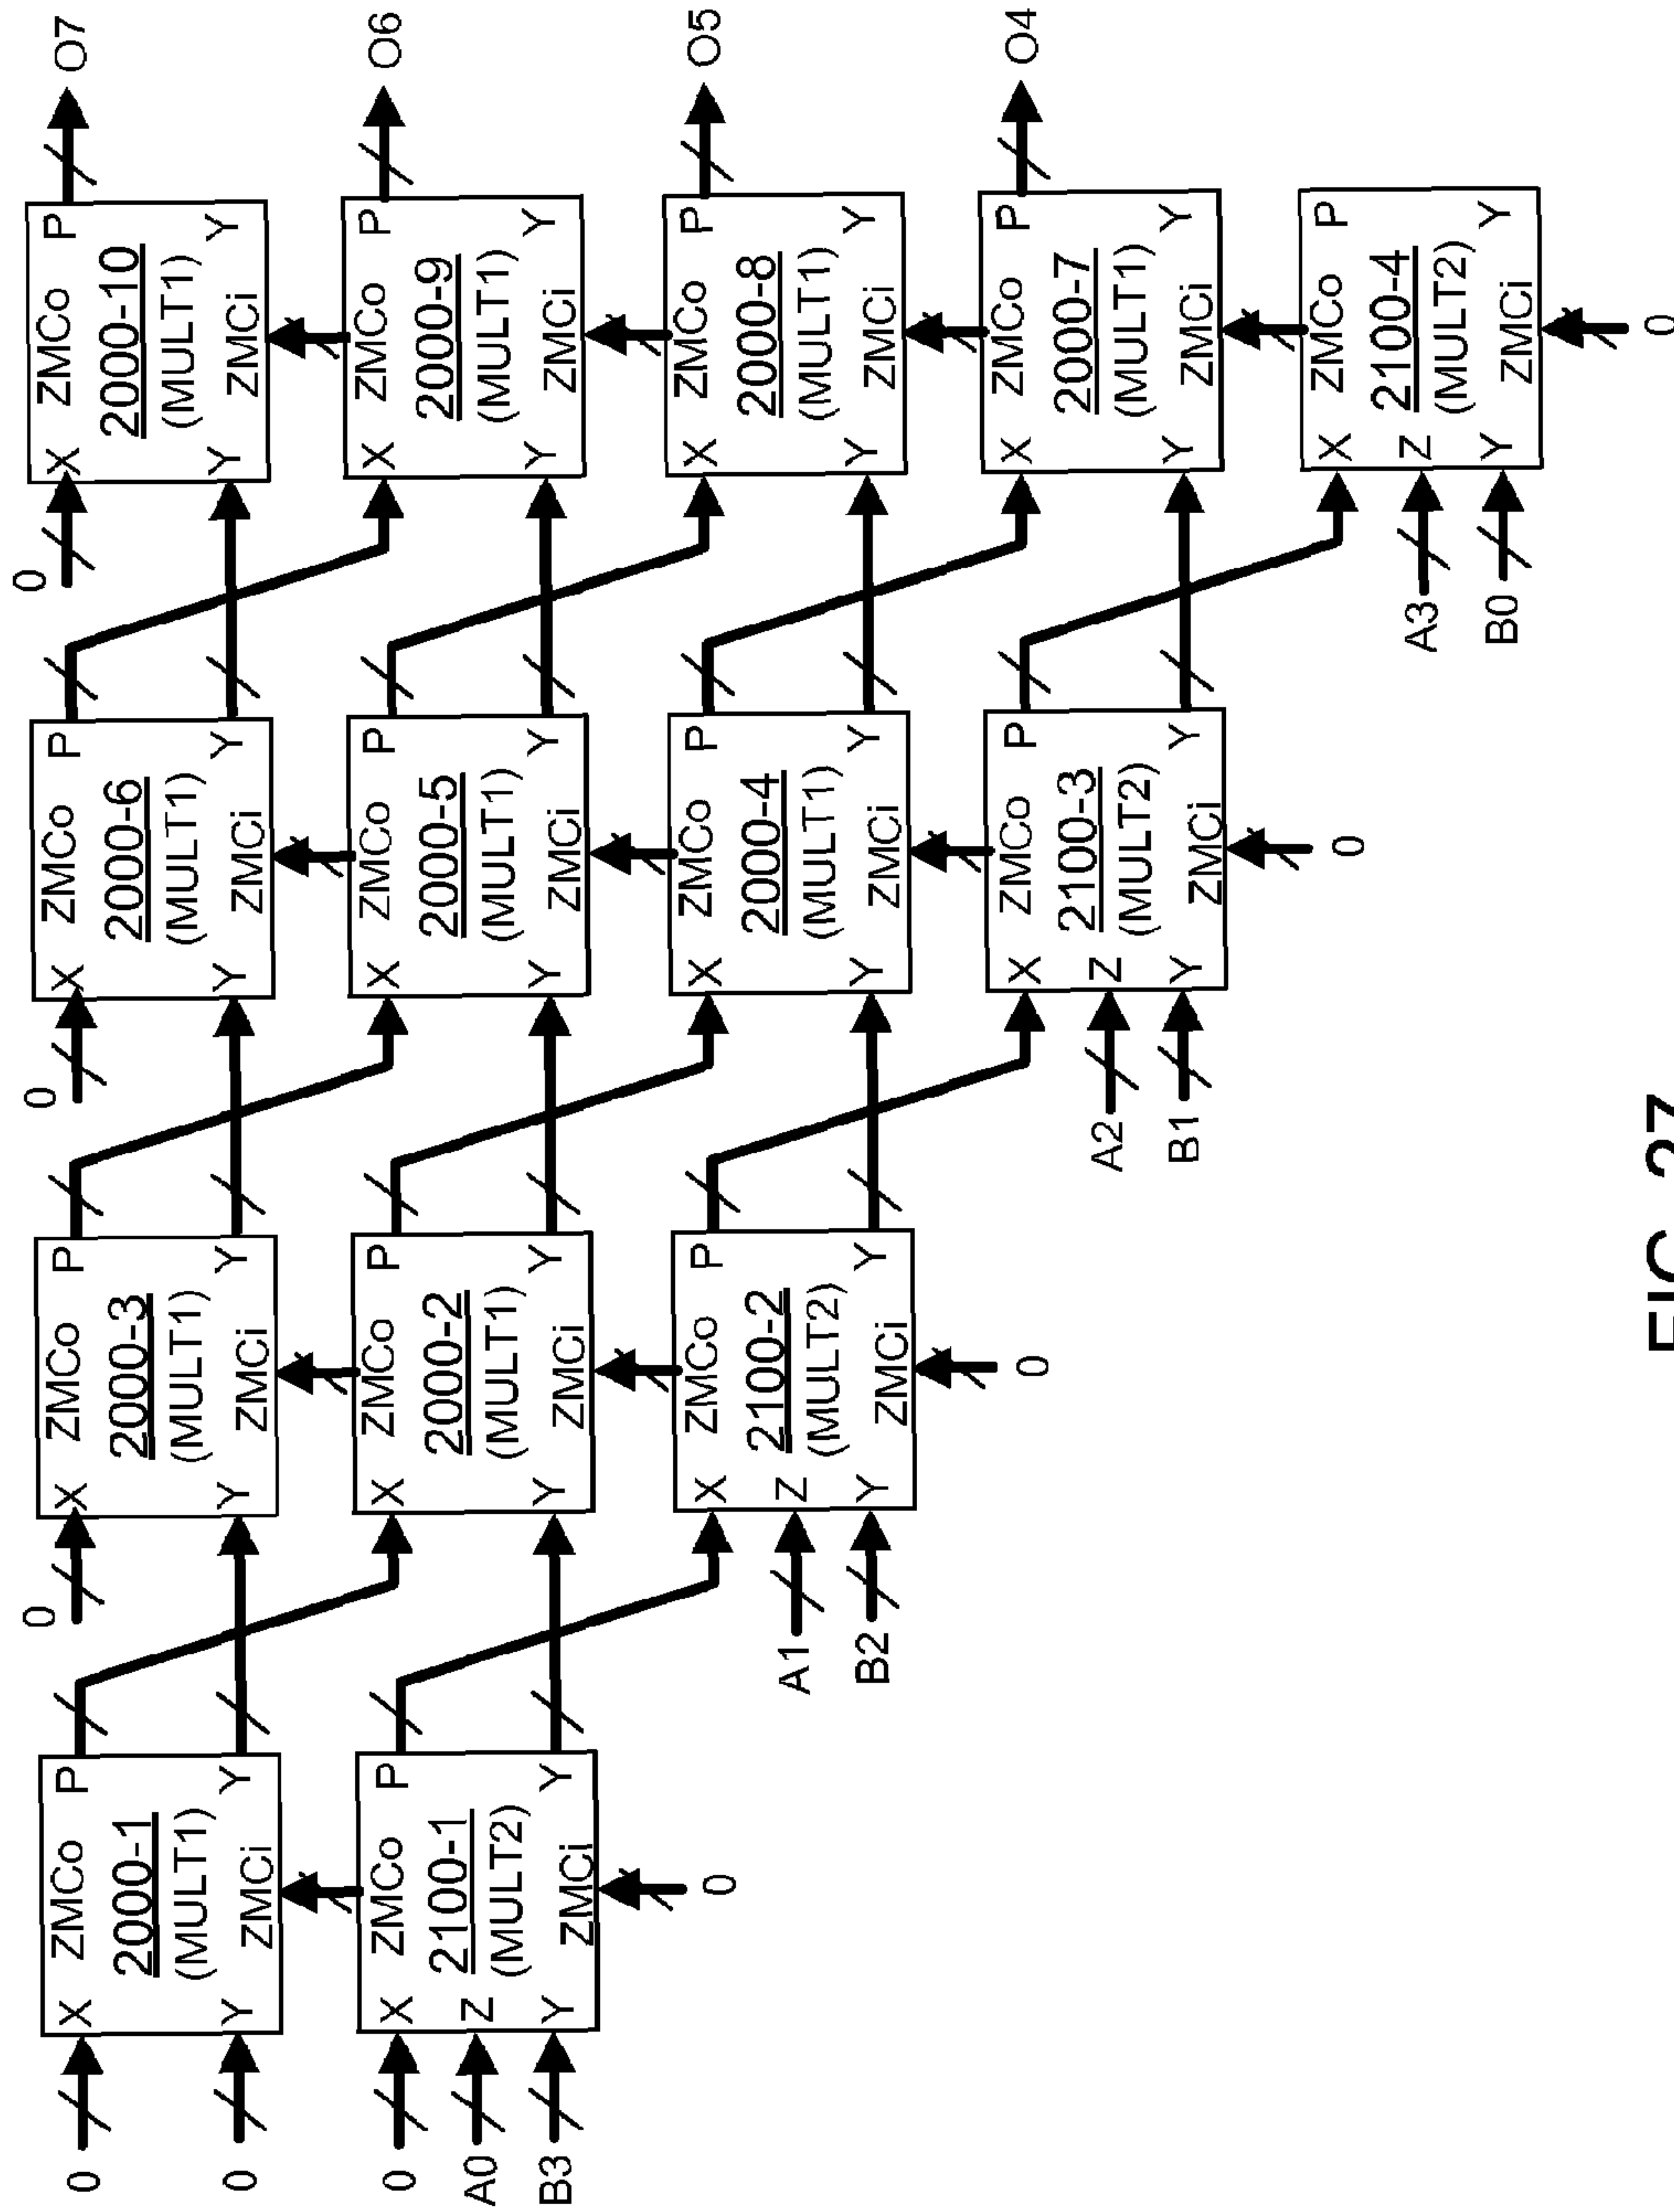 0
0
X ZMCo P
2000-1
(MULT1)
Y ZMCi Y
0
X ZMCo P
2000-3
(MULT1)
Y ZMCi Y
0
X ZMCo P
2000-6
(MULT1)
Y ZMCi Y
0
X ZMCo P
2000-10
(MULT1)
Y ZMCi Y
O7
0
A0
B3
X ZMCo P
Z 2100-1
(MULT2)
Y ZMCi Y
0
X ZMCo P
2000-2
(MULT1)
Y ZMCi Y
X ZMCo P
2000-5
(MULT1)
Y ZMCi Y
X ZMCo P
2000-9
(MULT1)
Y ZMCi Y
O6
A1
B2
X ZMCo P
Z 2100-2
(MULT2)
Y ZMCi Y
0
X ZMCo P
2000-4
(MULT1)
Y ZMCi Y
X ZMCo P
2000-8
(MULT1)
Y ZMCi Y
O5
A2
B1
X ZMCo P
Z 2100-3
(MULT2)
Y ZMCi Y
0
X ZMCo P
2000-7
(MULT1)
Y ZMCi Y
O4
A3
B0
X ZMCo P
Z 2100-4
(MULT2)
Y ZMCi Y
0
FIG. 27